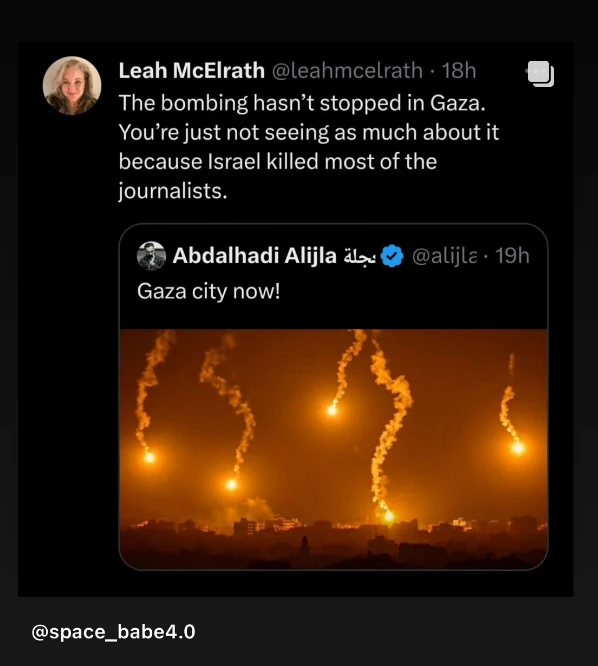 Leah McElrath @leahmcelrath · 18h
The bombing hasn’t stopped in Gaza.
You’re just not seeing as much about it
because Israel killed most of the
journalists.
Abdalhadi Alijla @alijla · 19h
Gaza city now!
@space_babe4.0